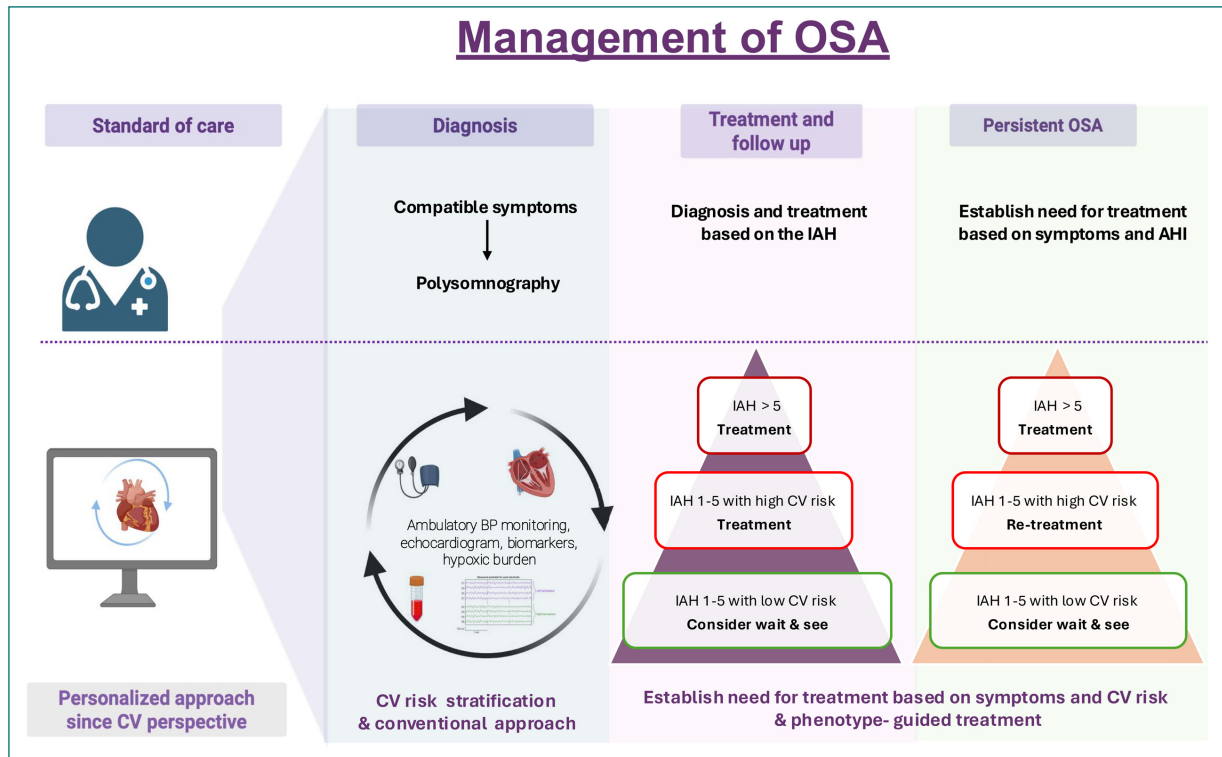 Management of OSA
Standard of care
Diagnosis
Treatment and
follow up
Persistent OSA
Compatible symptoms
Polysomnography
Diagnosis and treatment
based on the IAH
Establish need for treatment
based on symptoms and AHI
Ambulatory BP monitoring,
echocardiogram, biomarkers,
hypoxic burden
IAH > 5
Treatment
IAH 1-5 with high CV risk
Treatment
IAH 1-5 with low CV risk
Consider wait & see
IAH > 5
Treatment
IAH 1-5 with high CV risk
Re-treatment
IAH 1-5 with low CV risk
Consider wait & see
Personalized approach
since CV perspective
CV risk stratification
& conventional approach
Establish need for treatment based on symptoms and CV risk
& phenotype- guided treatment